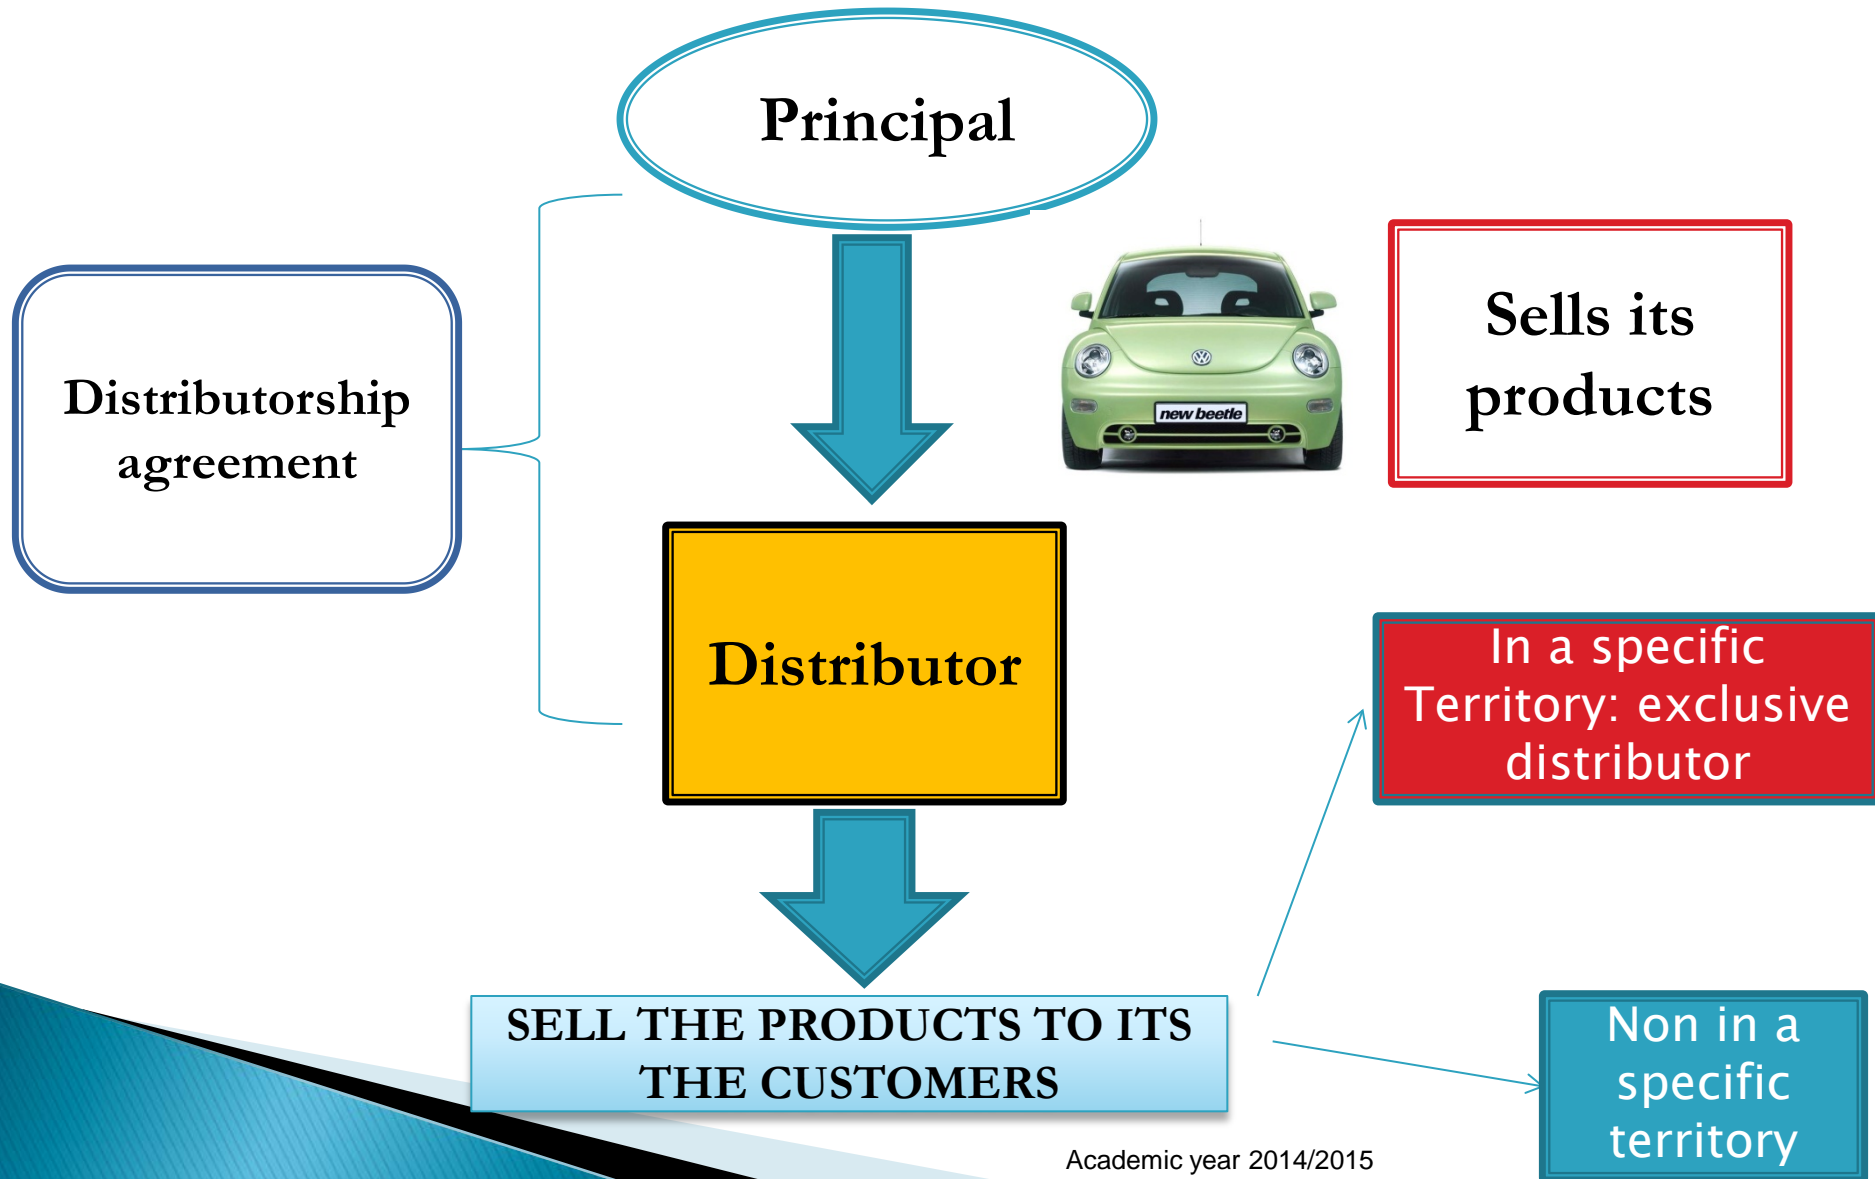 Principal
Distributorship
agreement
new beetle
Sells its
products
Distributor
In a specific
Territory: exclusive
distributor
SELL THE PRODUCTS TO ITS
THE CUSTOMERS
Non in a
specific
territory
Academic year 2014/2015